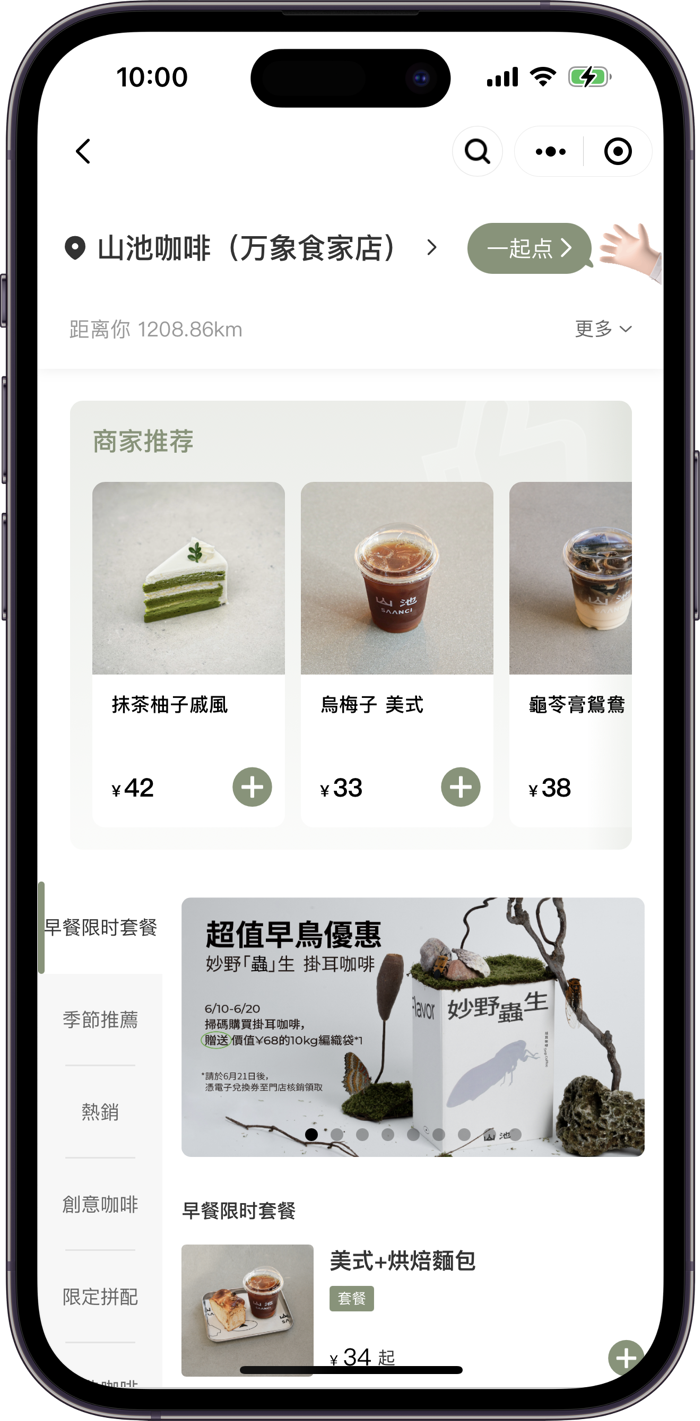 10:00
山池咖啡（万象食家店）
一起点
距离你 1208.86km
更多
商家推荐
山池
SAANCI
抹茶柚子戚風
烏梅子 美式
龜苓膏鴛鴦
¥42
¥33
¥38
早餐限时套餐
季節推薦
熱銷
創意咖啡
限定拼配
超值早鳥優惠
妙野「蟲」生 掛耳咖啡
6/10-6/20
掃碼購買掛耳咖啡，
贈送價值¥68的10kg編織袋*1
*請於6月21日後，
憑電子兌換券至門店核銷領取
Flavor
妙野蟲生
山池
早餐限时套餐
美式+烘焙麵包
套餐
¥34 起